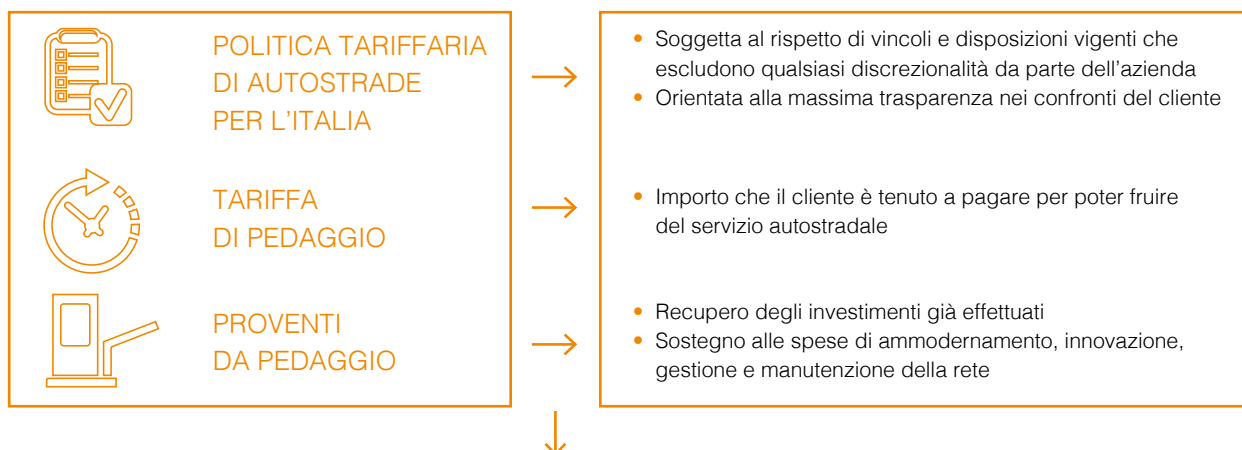 POLITICA TARIFFARIA
DI AUTOSTRADE
PER L'ITALIA
• Soggetta al rispetto di vincoli e disposizioni vigenti che
escludono qualsiasi discrezionalità da parte dell'azienda
• Orientata alla massima trasparenza nei confronti del cliente
TARIFFA
DI PEDAGGIO
• Importo che il cliente è tenuto a pagare per poter fruire
del servizio autostradale
PROVENTI
DA PEDAGGIO
• Recupero degli investimenti già effettuati
• Sostegno alle spese di ammodernamento, innovazione,
gestione e manutenzione della rete